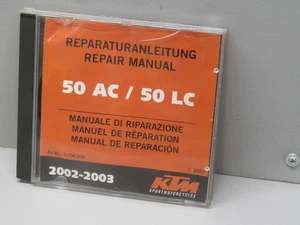 REPARATURANLEITUNG
REPAIR MANUAL
50 AC / 50 LC
MANUALE DI RIPARAZIONE
MANUEL DE RÉPARATION
MANUAL DE REPARACIÓN
2002-2003
KTM
SPORTMOTORCYCLES